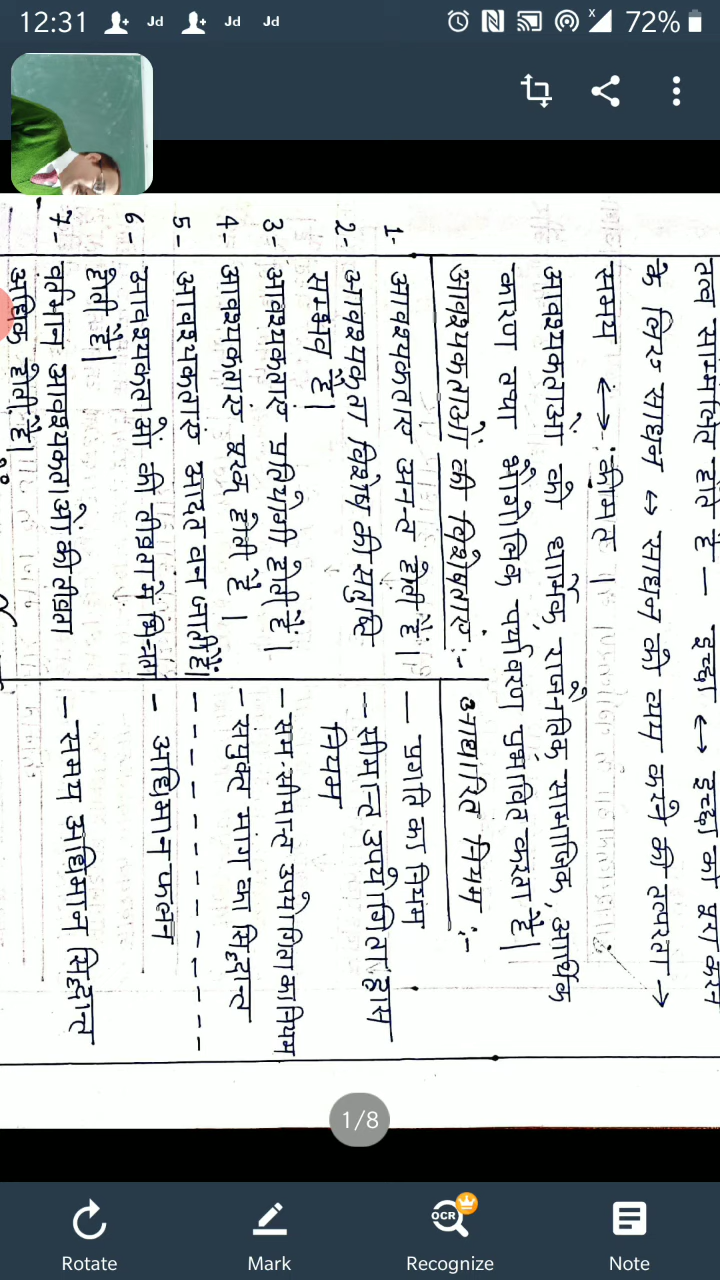 12:31 Jd Jd Jd 72%
तत्व सम्मिलित होते हैं — इच्छा ↔ इच्छा को पूरा करने
के लिए साधन ↔ साधन को व्यय करने की तत्परता →
समय ↔ कीमत।
आवश्यकताओं को धार्मिक, राजनैतिक, सामाजिक, आर्थिक
कारण तथा भौगोलिक पर्यावरण प्रभावित करता है।
आवश्यकताओं की विशेषताएं :- आधारित नियम :-
1- आवश्यकताएं अनन्त होती हैं। — प्रगति का नियम
2- आवश्यकता विशेष की संतुष्टि — सीमान्त उपयोगिता ह्रास
सम्भव है। नियम
3- आवश्यकताएं प्रतियोगी होती हैं। — सम-सीमान्त उपयोगिता का नियम
4- आवश्यकताएं पूरक होती हैं। — संयुक्त मांग का सिद्धान्त
5- आवश्यकताएं आदत बन जाती हैं। - - - - - - - - - - - -
6- आवश्यकताओं की तीव्रता में भिन्नता — अधिमान फलन
होती है।
7- वर्तमान आवश्यकताओं की तीव्रता — समय अधिमान सिद्धान्त
अधिक होती है।
1/8
Rotate Mark Recognize Note
OCR